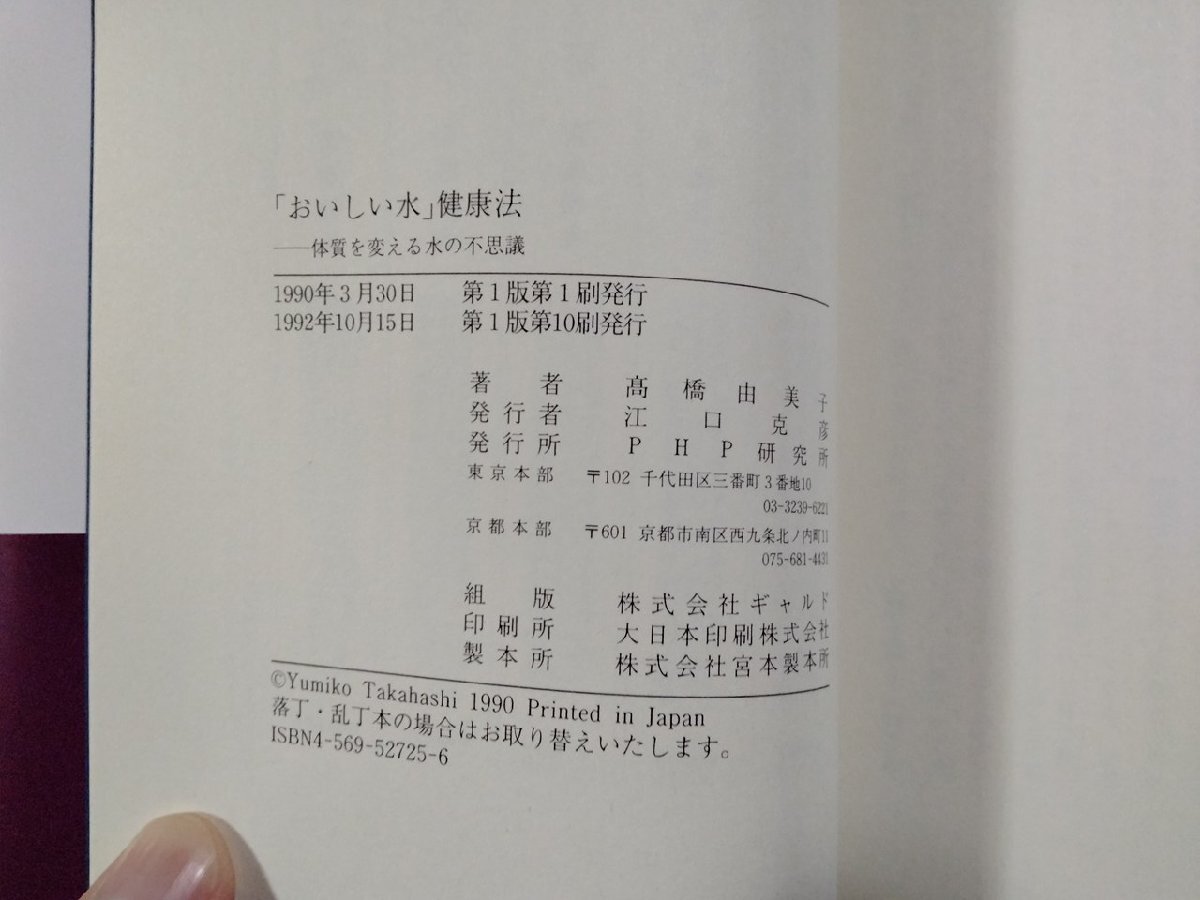 「おいしい水」健康法
――体質を変える水の不思議
1990年3月30日 第1版第1刷発行
1992年10月15日 第1版第10刷発行
著者 髙橋由美子
発行者 江口克彦
発行所 PHP研究所
東京本部 〒102 千代田区三番町3番地10
03-3239-6221
京都本部 〒601 京都市南区西九条北ノ内町11
075-681-4431
組版 株式会社ギャルド
印刷所 大日本印刷株式会社
製本所 株式会社宮本製本所
©Yumiko Takahashi 1990 Printed in Japan
落丁・乱丁本の場合はお取り替えいたします。
ISBN4-569-52725-6